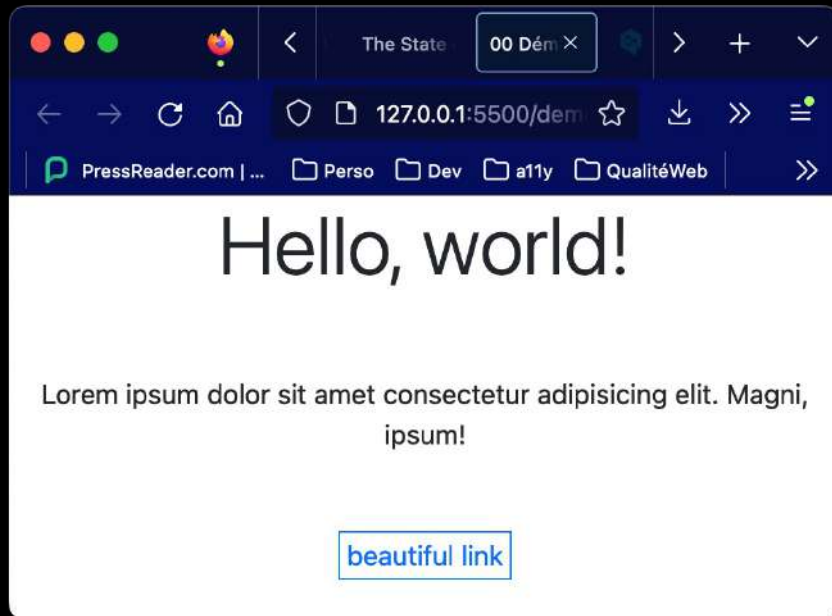 The State
00 Dém
127.0.0.1:5500/dem
PressReader.com | ...
Perso
Dev
a11y
QualitéWeb
Hello, world!
Lorem ipsum dolor sit amet consectetur adipisicing elit. Magni,
ipsum!
beautiful link